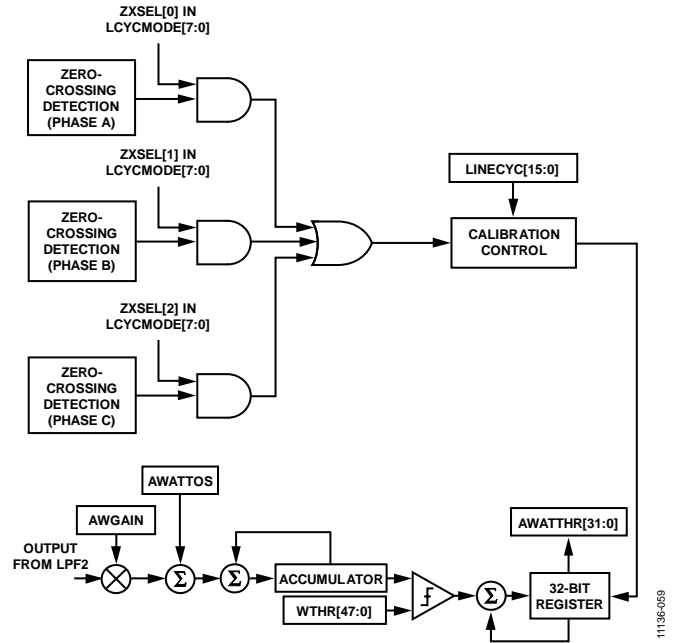 ZXSEL[0] IN
LCYCMODE[7:0]
ZERO-
CROSSING
DETECTION
(PHASE A)
ZXSEL[1] IN
LCYCMODE[7:0]
ZERO-
CROSSING
DETECTION
(PHASE B)
LINECYC[15:0]
CALIBRATION
CONTROL
ZXSEL[2] IN
LCYCMODE[7:0]
ZERO-
CROSSING
DETECTION
(PHASE C)
AWATTOS
AWGAIN
AWATTHR[31:0]
OUTPUT
FROM LPF2
Σ
Σ
ACCUMULATOR
WTHR[47:0]
Σ
32-BIT
REGISTER
11136-059